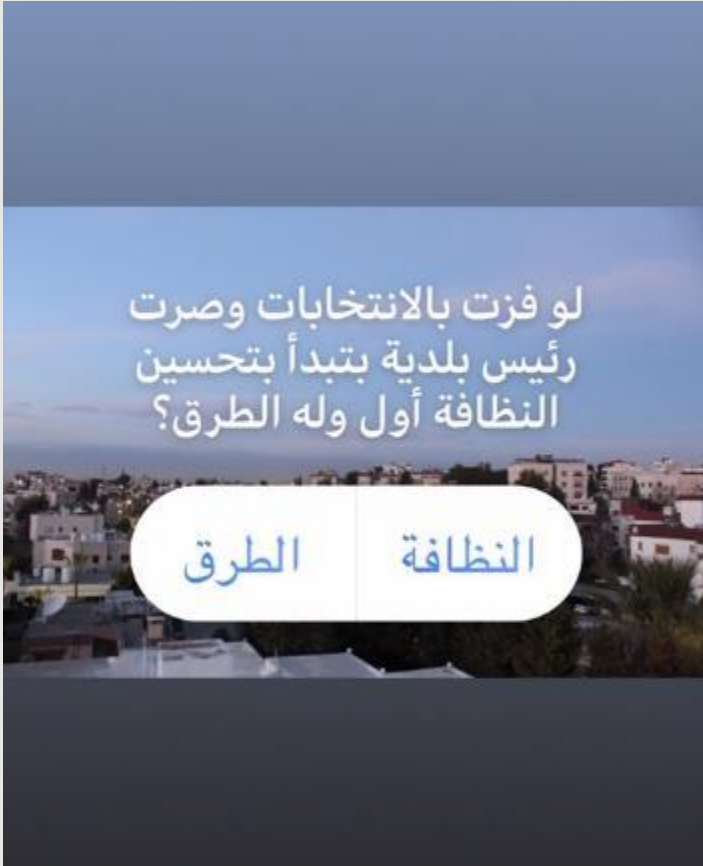 لو فزت بالانتخابات وصرت
رئيس بلدية بتبدأ بتحسين
النظافة أول وله الطرق؟
النظافة
الطرق